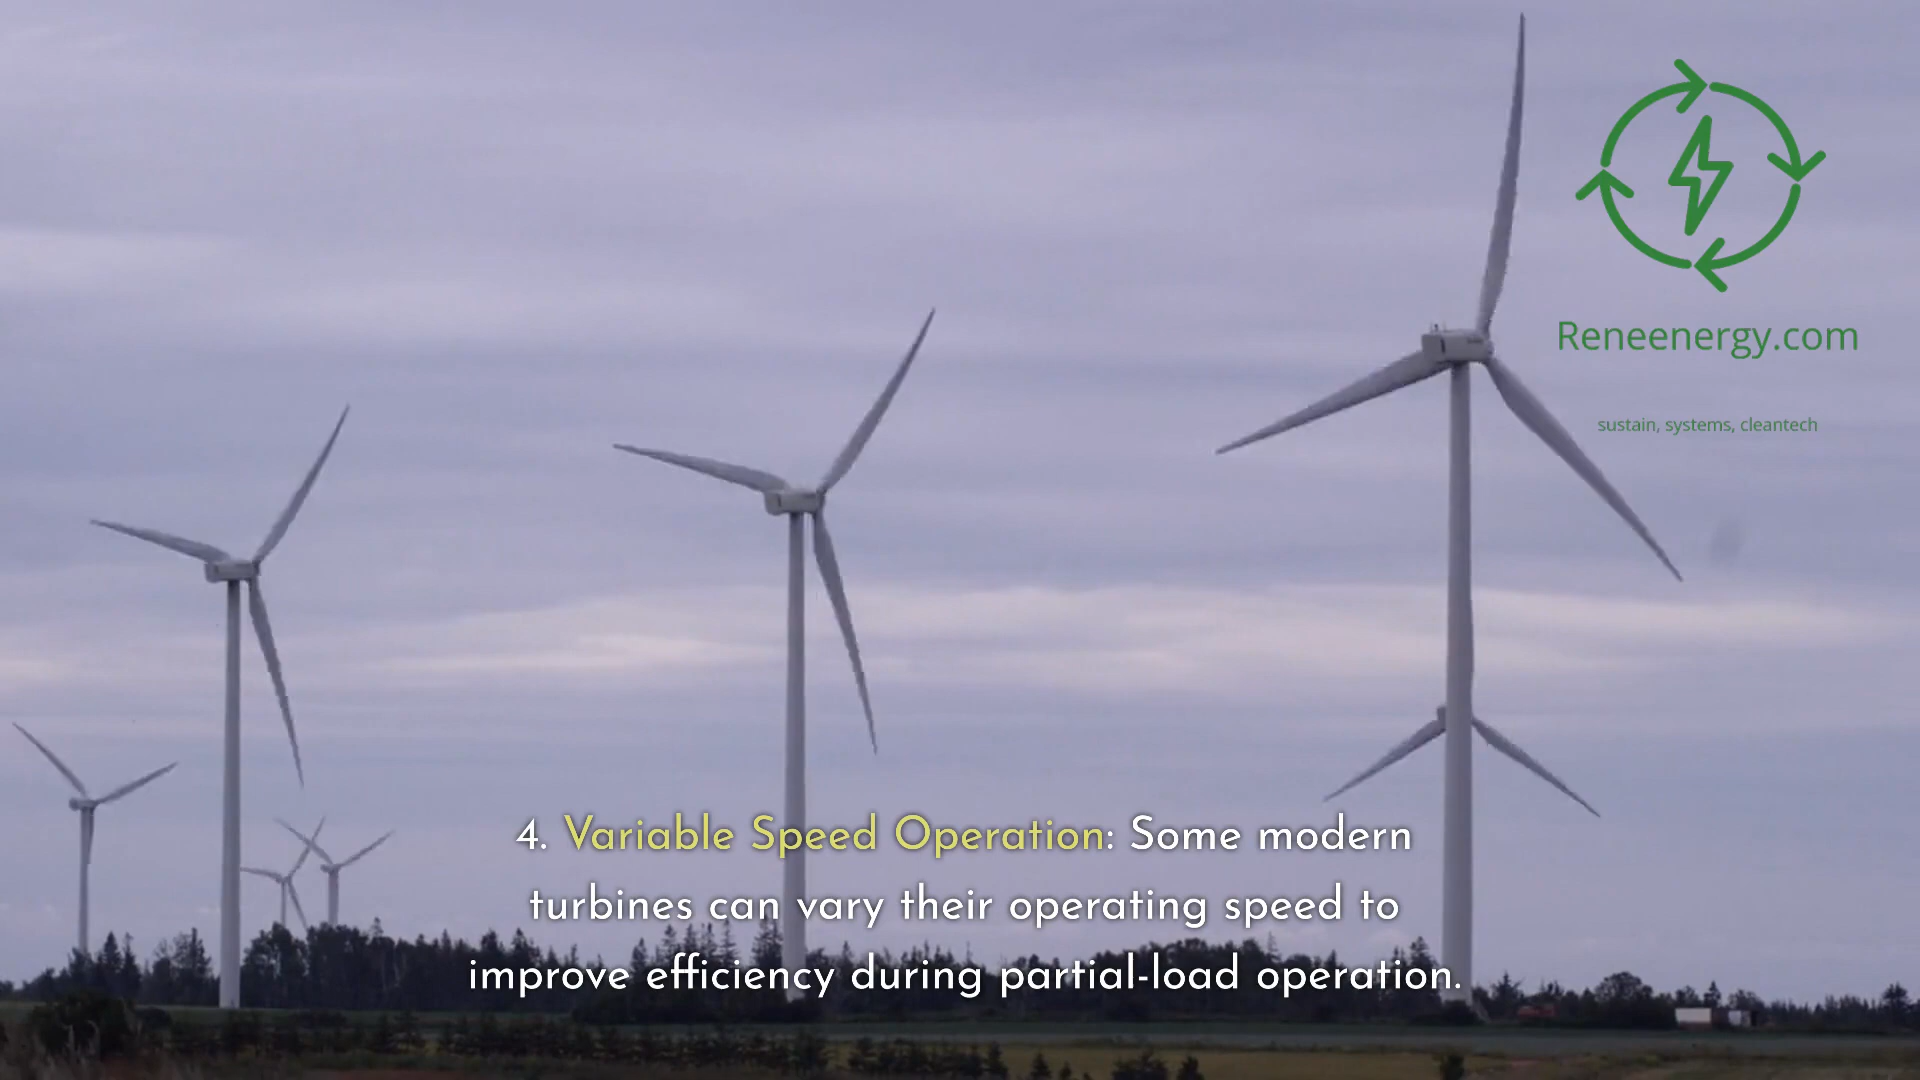 Reneenergy.com
sustain, systems, cleantech
4. Variable Speed Operation: Some modern
turbines can vary their operating speed to
improve efficiency during partial-load operation.